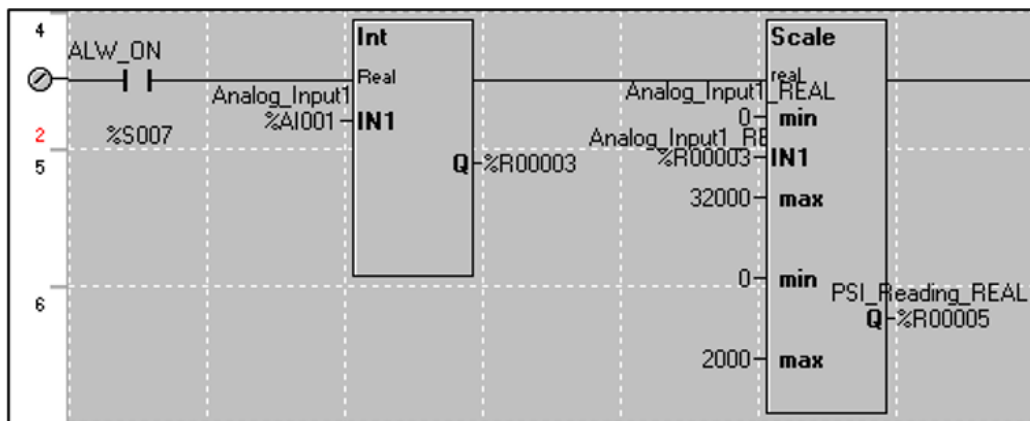 4
ALW_ON
Int
Scale
Real
real
Analog_Input1
Analog_Input1_REAL
%AI001
IN1
0
min
2
%S007
Analog_Input1_RE
5
Q
%R00003
%R00003
IN1
32000
max
0
min
PSI_Reading_REAL
6
Q
%R00005
2000
max